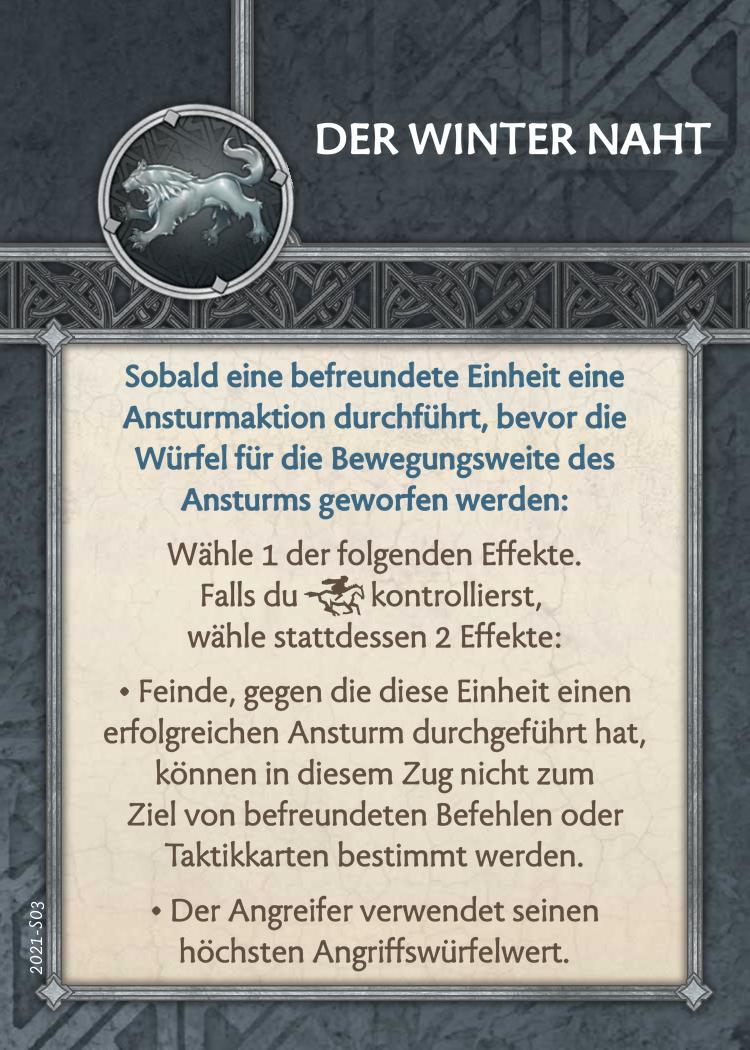 DER WINTER NAHT
Sobald eine befreundete Einheit eine
Ansturmaktion durchführt, bevor die
Würfel für die Bewegungsweite des
Ansturms geworfen werden:
Wähle 1 der folgenden Effekte.
Falls du kontrollierst,
wähle stattdessen 2 Effekte:
• Feinde, gegen die diese Einheit einen
erfolgreichen Ansturm durchgeführt hat,
können in diesem Zug nicht zum
Ziel von befreundeten Befehlen oder
Taktikkarten bestimmt werden.
• Der Angreifer verwendet seinen
höchsten Angriffswürfelwert.
2021-S03